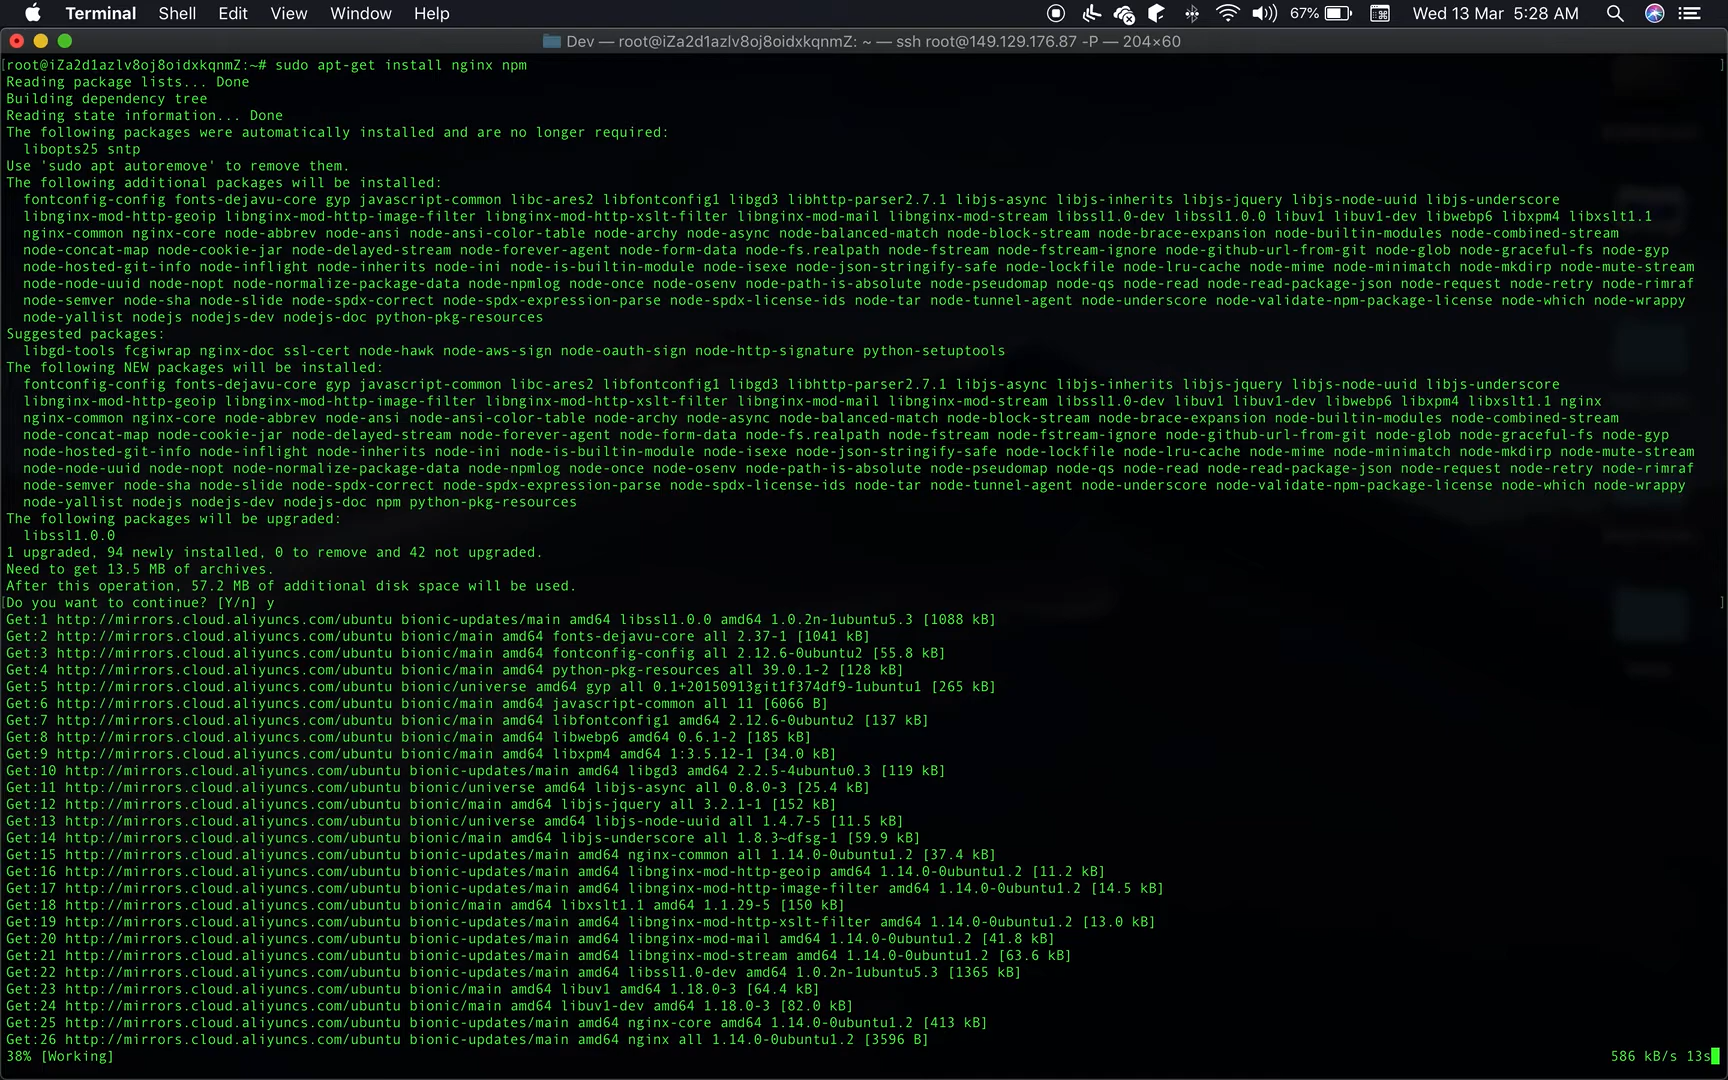 Terminal Shell Edit View Window Help 67% Wed 13 Mar 5:28 AM
Dev — root@iZa2d1azlv8oj8oidxkqnmZ: ~ — ssh root@149.129.176.87 -P — 204×60
[root@iZa2d1azlv8oj8oidxkqnmZ:~# sudo apt-get install nginx npm ]
Reading package lists... Done
Building dependency tree
Reading state information... Done
The following packages were automatically installed and are no longer required:
libopts25 sntp
Use 'sudo apt autoremove' to remove them.
The following additional packages will be installed:
fontconfig-config fonts-dejavu-core gyp javascript-common libc-ares2 libfontconfig1 libgd3 libhttp-parser2.7.1 libjs-async libjs-inherits libjs-jquery libjs-node-uuid libjs-underscore
libnginx-mod-http-geoip libnginx-mod-http-image-filter libnginx-mod-http-xslt-filter libnginx-mod-mail libnginx-mod-stream libssl1.0-dev libssl1.0.0 libuv1 libuv1-dev libwebp6 libxpm4 libxslt1.1
nginx-common nginx-core node-abbrev node-ansi node-ansi-color-table node-archy node-async node-balanced-match node-block-stream node-brace-expansion node-builtin-modules node-combined-stream
node-concat-map node-cookie-jar node-delayed-stream node-forever-agent node-form-data node-fs.realpath node-fstream node-fstream-ignore node-github-url-from-git node-glob node-graceful-fs node-gyp
node-hosted-git-info node-inflight node-inherits node-ini node-is-builtin-module node-isexe node-json-stringify-safe node-lockfile node-lru-cache node-mime node-minimatch node-mkdirp node-mute-stream
node-node-uuid node-nopt node-normalize-package-data node-npmlog node-once node-osenv node-path-is-absolute node-pseudomap node-qs node-read node-read-package-json node-request node-retry node-rimraf
node-semver node-sha node-slide node-spdx-correct node-spdx-expression-parse node-spdx-license-ids node-tar node-tunnel-agent node-underscore node-validate-npm-package-license node-which node-wrappy
node-yallist nodejs nodejs-dev nodejs-doc python-pkg-resources
Suggested packages:
libgd-tools fcgiwrap nginx-doc ssl-cert node-hawk node-aws-sign node-oauth-sign node-http-signature python-setuptools
The following NEW packages will be installed:
fontconfig-config fonts-dejavu-core gyp javascript-common libc-ares2 libfontconfig1 libgd3 libhttp-parser2.7.1 libjs-async libjs-inherits libjs-jquery libjs-node-uuid libjs-underscore
libnginx-mod-http-geoip libnginx-mod-http-image-filter libnginx-mod-http-xslt-filter libnginx-mod-mail libnginx-mod-stream libssl1.0-dev libuv1 libuv1-dev libwebp6 libxpm4 libxslt1.1 nginx
nginx-common nginx-core node-abbrev node-ansi node-ansi-color-table node-archy node-async node-balanced-match node-block-stream node-brace-expansion node-builtin-modules node-combined-stream
node-concat-map node-cookie-jar node-delayed-stream node-forever-agent node-form-data node-fs.realpath node-fstream node-fstream-ignore node-github-url-from-git node-glob node-graceful-fs node-gyp
node-hosted-git-info node-inflight node-inherits node-ini node-is-builtin-module node-isexe node-json-stringify-safe node-lockfile node-lru-cache node-mime node-minimatch node-mkdirp node-mute-stream
node-node-uuid node-nopt node-normalize-package-data node-npmlog node-once node-osenv node-path-is-absolute node-pseudomap node-qs node-read node-read-package-json node-request node-retry node-rimraf
node-semver node-sha node-slide node-spdx-correct node-spdx-expression-parse node-spdx-license-ids node-tar node-tunnel-agent node-underscore node-validate-npm-package-license node-which node-wrappy
node-yallist nodejs nodejs-dev nodejs-doc npm python-pkg-resources
The following packages will be upgraded:
libssl1.0.0
1 upgraded, 94 newly installed, 0 to remove and 42 not upgraded.
Need to get 13.5 MB of archives.
After this operation, 57.2 MB of additional disk space will be used.
[Do you want to continue? [Y/n] y ]
Get:1 http://mirrors.cloud.aliyuncs.com/ubuntu bionic-updates/main amd64 libssl1.0.0 amd64 1.0.2n-1ubuntu5.3 [1088 kB]
Get:2 http://mirrors.cloud.aliyuncs.com/ubuntu bionic/main amd64 fonts-dejavu-core all 2.37-1 [1041 kB]
Get:3 http://mirrors.cloud.aliyuncs.com/ubuntu bionic/main amd64 fontconfig-config all 2.12.6-0ubuntu2 [55.8 kB]
Get:4 http://mirrors.cloud.aliyuncs.com/ubuntu bionic/main amd64 python-pkg-resources all 39.0.1-2 [128 kB]
Get:5 http://mirrors.cloud.aliyuncs.com/ubuntu bionic/universe amd64 gyp all 0.1+20150913git1f374df9-1ubuntu1 [265 kB]
Get:6 http://mirrors.cloud.aliyuncs.com/ubuntu bionic/main amd64 javascript-common all 11 [6066 B]
Get:7 http://mirrors.cloud.aliyuncs.com/ubuntu bionic/main amd64 libfontconfig1 amd64 2.12.6-0ubuntu2 [137 kB]
Get:8 http://mirrors.cloud.aliyuncs.com/ubuntu bionic/main amd64 libwebp6 amd64 0.6.1-2 [185 kB]
Get:9 http://mirrors.cloud.aliyuncs.com/ubuntu bionic/main amd64 libxpm4 amd64 1:3.5.12-1 [34.0 kB]
Get:10 http://mirrors.cloud.aliyuncs.com/ubuntu bionic-updates/main amd64 libgd3 amd64 2.2.5-4ubuntu0.3 [119 kB]
Get:11 http://mirrors.cloud.aliyuncs.com/ubuntu bionic/universe amd64 libjs-async all 0.8.0-3 [25.4 kB]
Get:12 http://mirrors.cloud.aliyuncs.com/ubuntu bionic/main amd64 libjs-jquery all 3.2.1-1 [152 kB]
Get:13 http://mirrors.cloud.aliyuncs.com/ubuntu bionic/universe amd64 libjs-node-uuid all 1.4.7-5 [11.5 kB]
Get:14 http://mirrors.cloud.aliyuncs.com/ubuntu bionic/main amd64 libjs-underscore all 1.8.3~dfsg-1 [59.9 kB]
Get:15 http://mirrors.cloud.aliyuncs.com/ubuntu bionic-updates/main amd64 nginx-common all 1.14.0-0ubuntu1.2 [37.4 kB]
Get:16 http://mirrors.cloud.aliyuncs.com/ubuntu bionic-updates/main amd64 libnginx-mod-http-geoip amd64 1.14.0-0ubuntu1.2 [11.2 kB]
Get:17 http://mirrors.cloud.aliyuncs.com/ubuntu bionic-updates/main amd64 libnginx-mod-http-image-filter amd64 1.14.0-0ubuntu1.2 [14.5 kB]
Get:18 http://mirrors.cloud.aliyuncs.com/ubuntu bionic/main amd64 libxslt1.1 amd64 1.1.29-5 [150 kB]
Get:19 http://mirrors.cloud.aliyuncs.com/ubuntu bionic-updates/main amd64 libnginx-mod-http-xslt-filter amd64 1.14.0-0ubuntu1.2 [13.0 kB]
Get:20 http://mirrors.cloud.aliyuncs.com/ubuntu bionic-updates/main amd64 libnginx-mod-mail amd64 1.14.0-0ubuntu1.2 [41.8 kB]
Get:21 http://mirrors.cloud.aliyuncs.com/ubuntu bionic-updates/main amd64 libnginx-mod-stream amd64 1.14.0-0ubuntu1.2 [63.6 kB]
Get:22 http://mirrors.cloud.aliyuncs.com/ubuntu bionic-updates/main amd64 libssl1.0-dev amd64 1.0.2n-1ubuntu5.3 [1365 kB]
Get:23 http://mirrors.cloud.aliyuncs.com/ubuntu bionic/main amd64 libuv1 amd64 1.18.0-3 [64.4 kB]
Get:24 http://mirrors.cloud.aliyuncs.com/ubuntu bionic/main amd64 libuv1-dev amd64 1.18.0-3 [82.0 kB]
Get:25 http://mirrors.cloud.aliyuncs.com/ubuntu bionic-updates/main amd64 nginx-core amd64 1.14.0-0ubuntu1.2 [413 kB]
Get:26 http://mirrors.cloud.aliyuncs.com/ubuntu bionic-updates/main amd64 nginx all 1.14.0-0ubuntu1.2 [3596 B]
38% [Working] 586 kB/s 13s